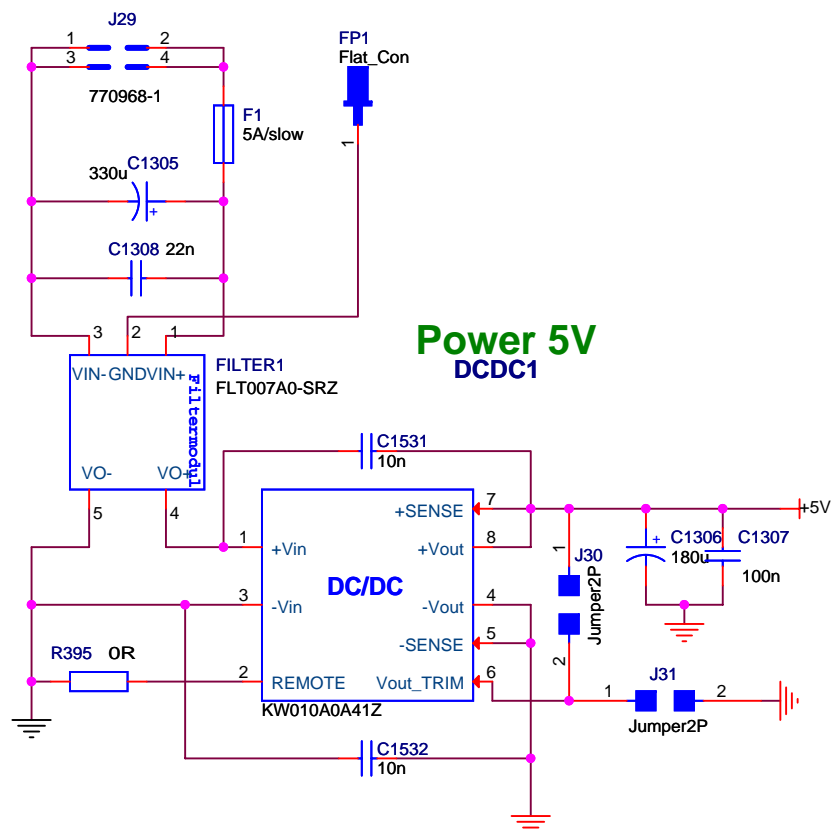 J29
1 2
3 4
770968-1
FP1
Flat_Con
1
F1
5A/slow
C1305
330u
+
C1308 22n
3 2 1
VIN- GND VIN+
Filtermodul
VO- VO+
5 4
FILTER1
FLT007A0-SRZ
Power 5V
DCDC1
C1531
10n
1 +Vin
3 -Vin
2 REMOTE
DC/DC
+SENSE 7
+Vout 8
-Vout 4
-SENSE 5
Vout_TRIM 6
KW010A0A41Z
R395 0R
C1532
10n
+5V
1
J30
Jumper2P
2
+
C1306
180u
C1307
100n
J31
1 2
Jumper2P